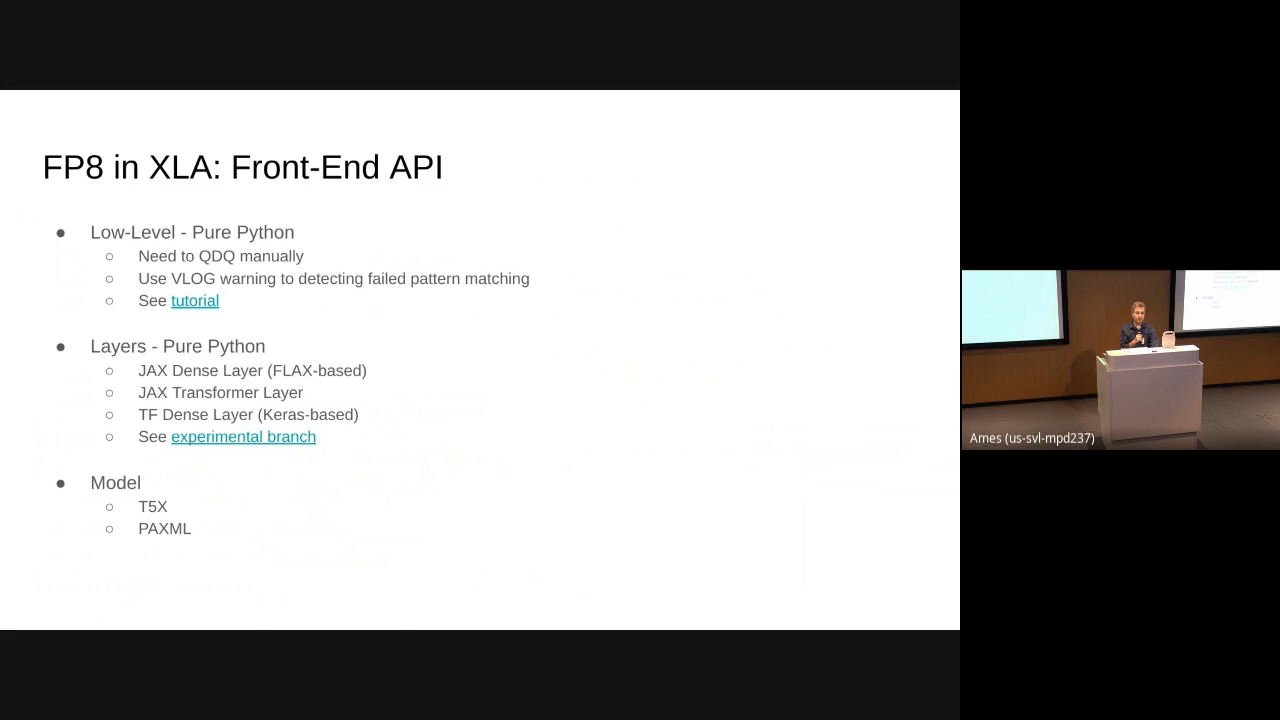 FP8 in XLA: Front-End API
● Low-Level - Pure Python
○ Need to QDQ manually
○ Use VLOG warning to detecting failed pattern matching
○ See tutorial
● Layers - Pure Python
○ JAX Dense Layer (FLAX-based)
○ JAX Transformer Layer
○ TF Dense Layer (Keras-based)
○ See experimental branch
● Model
○ T5X
○ PAXML
Ames (us-svl-mpd237)